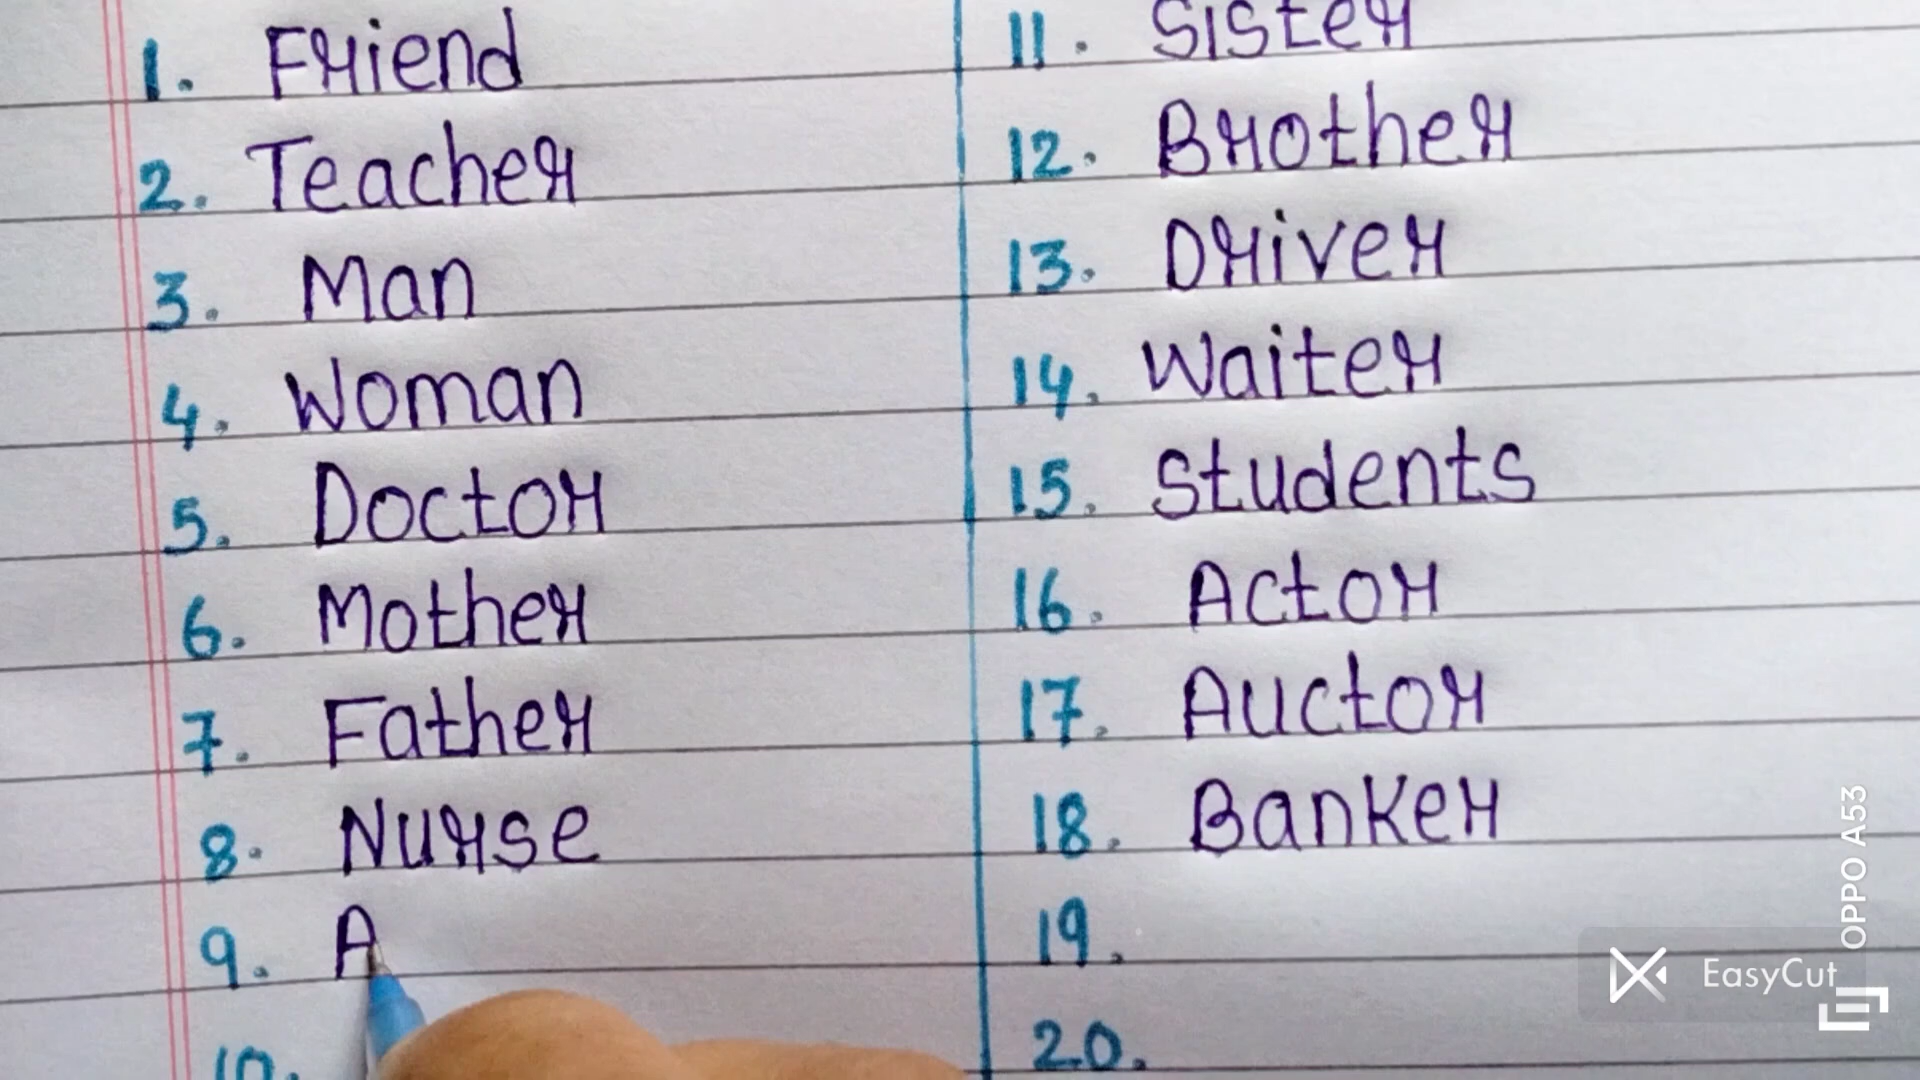 1. Friend
2. Teacher
3. Man
4. Woman
5. Doctor
6. Mother
7. Father
8. Nurse
9. A
10.
11. Sister
12. Brother
13. Driver
14. Waiter
15. Students
16. Actor
17. Auctor
18. Banker
19.
20.
OPPO A53
EasyCut